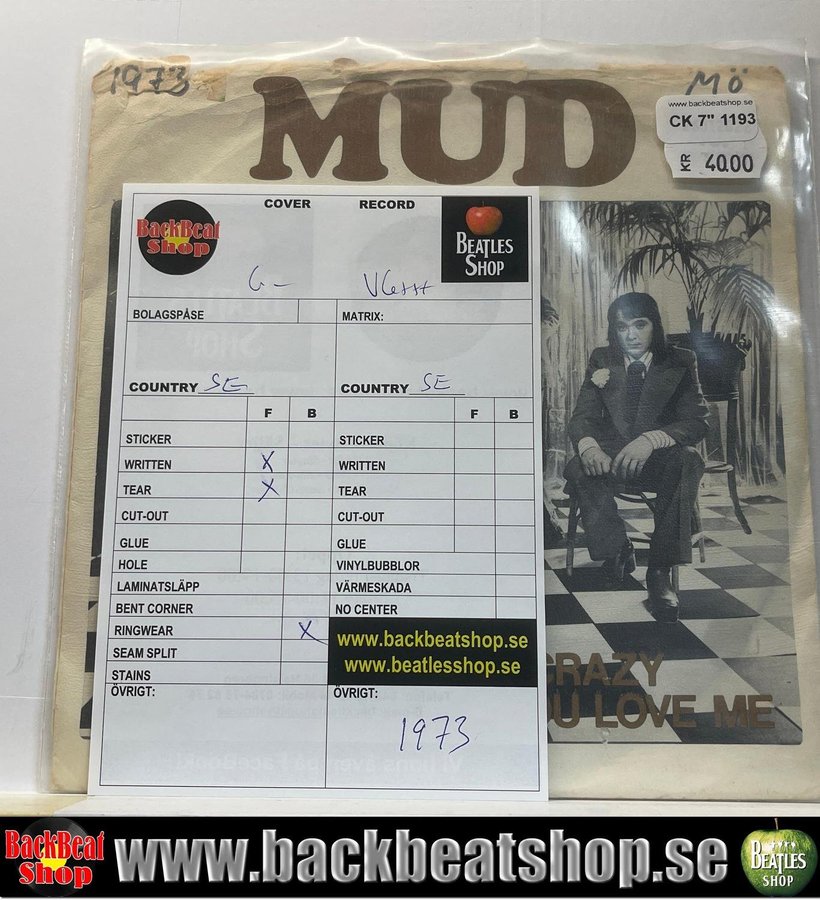 1973
MÖ
MUD
www.backbeatshop.se
CK 7" 1193
KR 40.00
COVER RECORD
BackBeat
Shop
BEATLES
SHOP
G- VG+++
BOLAGSPÅSE MATRIX:
COUNTRY SE COUNTRY SE
F B F B
STICKER STICKER
WRITTEN X WRITTEN
TEAR X TEAR
CUT-OUT CUT-OUT
GLUE GLUE
HOLE VINYLBUBBLOR
LAMINATSLÄPP VÄRMESKADA
BENT CORNER NO CENTER
RINGWEAR X
SEAM SPLIT
STAINS
www.backbeatshop.se
www.beatlesshop.se
ÖVRIGT: ÖVRIGT:
1973
CRAZY
OU LOVE ME
BackBeat
Shop
www.backbeatshop.se
BEATLES
SHOP